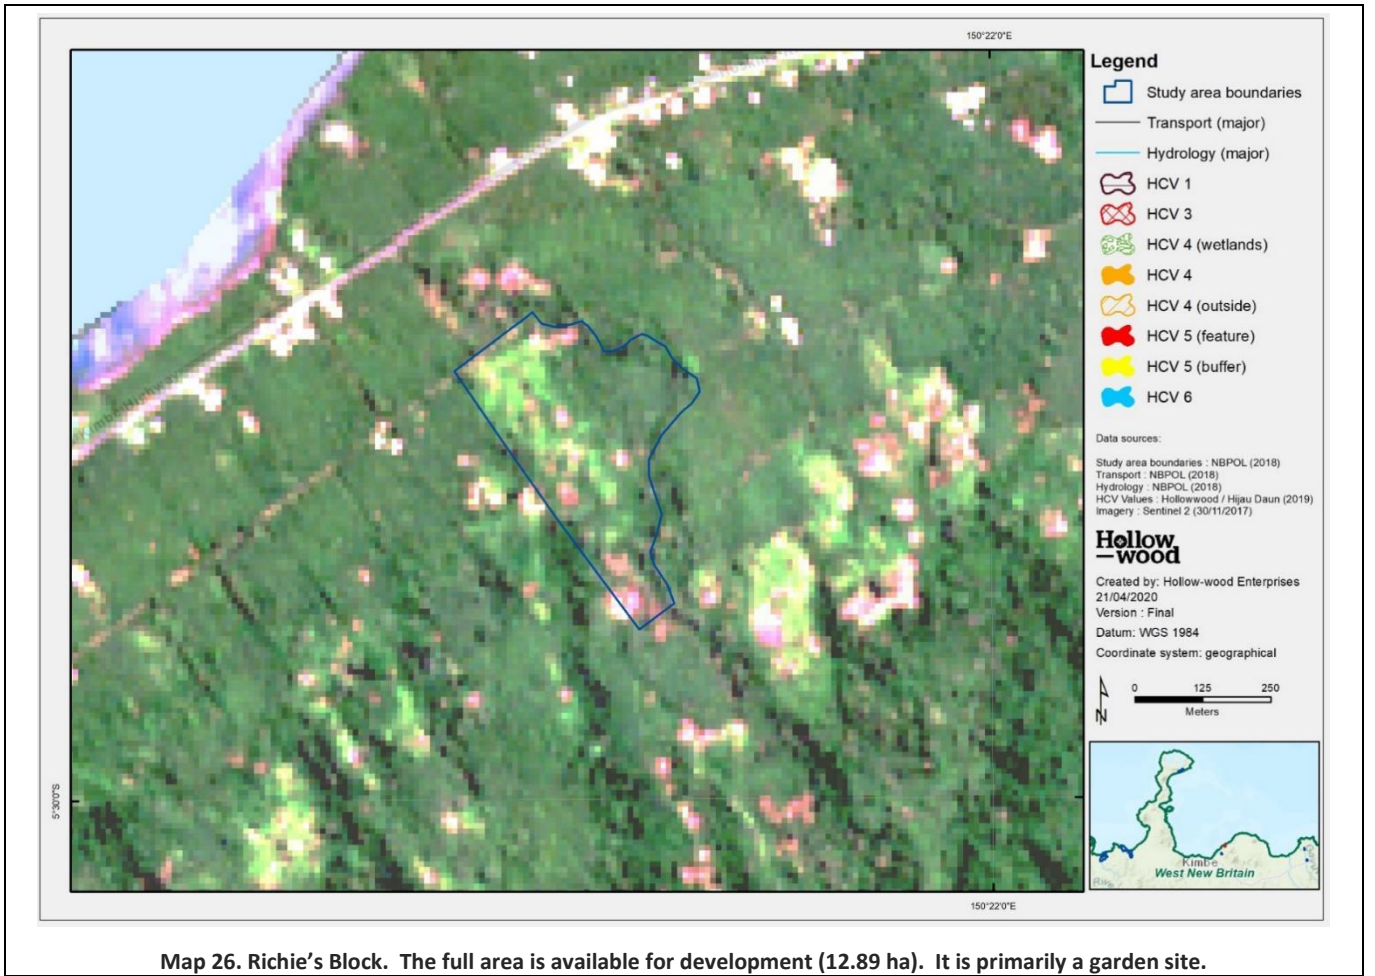 150°22'0"E
Legend
Study area boundaries
Transport (major)
Hydrology (major)
HCV 1
HCV 3
HCV 4 (wetlands)
HCV 4
HCV 4 (outside)
HCV 5 (feature)
HCV 5 (buffer)
HCV 6
Data sources:
Study area boundaries : NBPOL (2018)
Transport : NBPOL (2018)
Hydrology : NBPOL (2018)
HCV Values : Hollowwood / Hijau Daun (2019)
Imagery : Sentinel 2 (30/11/2017)
Hollow
–wood
Created by: Hollow-wood Enterprises
21/04/2020
Version : Final
Datum: WGS 1984
Coordinate system: geographical
0 125 250
Meters
N
5°30'0"S
Kimbe
West New Britain
150°22'0"E
Map 26. Richie's Block. The full area is available for development (12.89 ha). It is primarily a garden site.